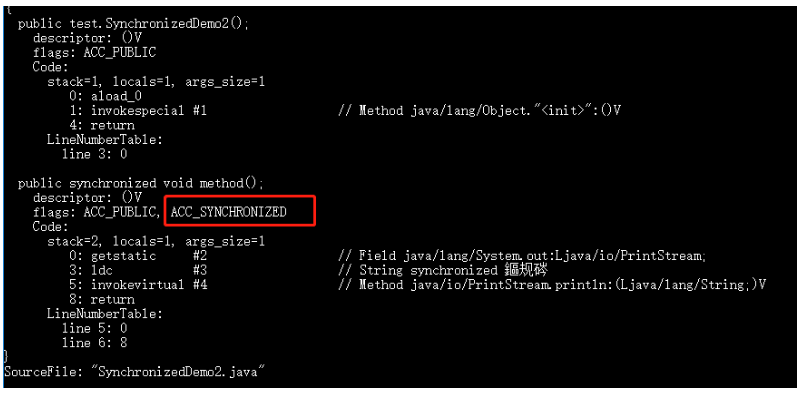 {
public test.SynchronizedDemo2();
descriptor: ()V
flags: ACC_PUBLIC
Code:
stack=1, locals=1, args_size=1
0: aload_0
1: invokespecial #1 // Method java/lang/Object."<init>":()V
4: return
LineNumberTable:
line 3: 0
public synchronized void method();
descriptor: ()V
flags: ACC_PUBLIC, ACC_SYNCHRONIZED
Code:
stack=2, locals=1, args_size=1
0: getstatic #2 // Field java/lang/System.out:Ljava/io/PrintStream;
3: ldc #3 // String synchronized 鏂规硶
5: invokevirtual #4 // Method java/io/PrintStream.println:(Ljava/lang/String;)V
8: return
LineNumberTable:
line 5: 0
line 6: 8
}
SourceFile: "SynchronizedDemo2.java"